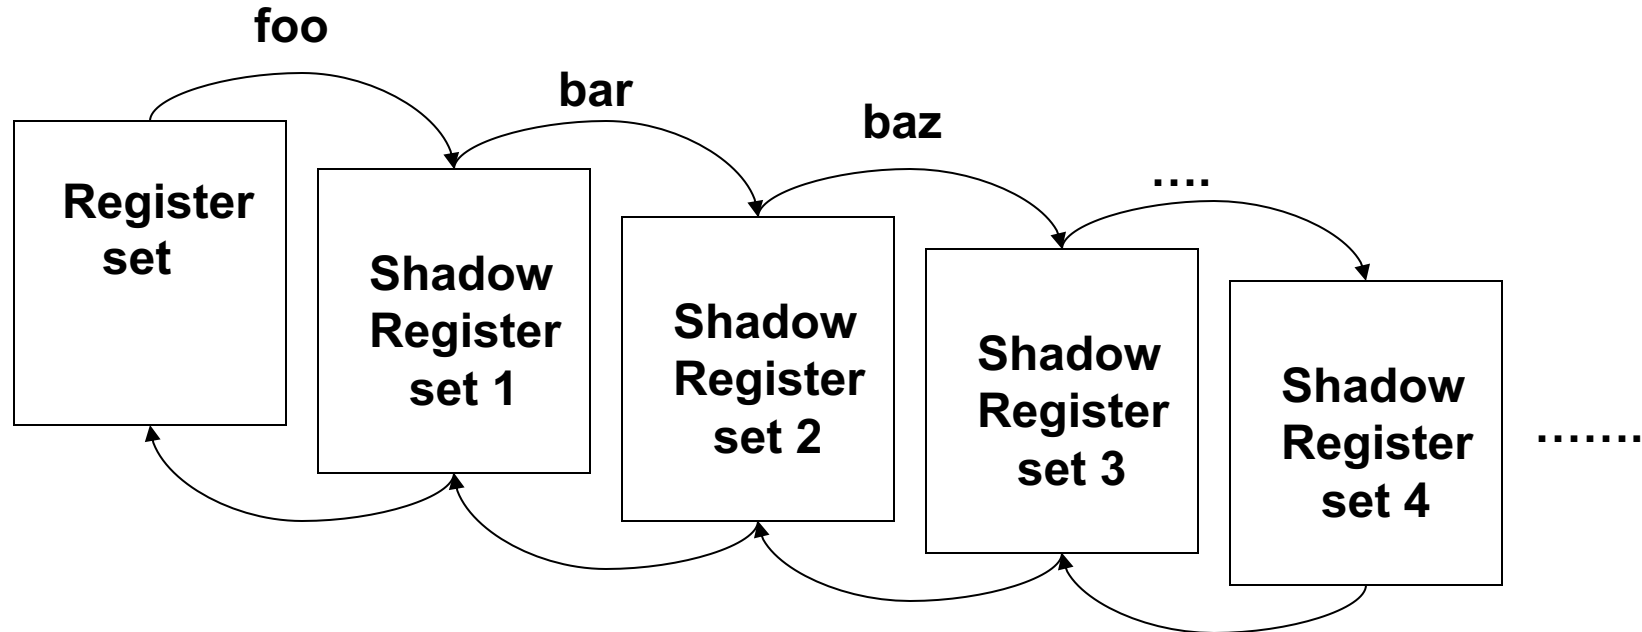 foo
bar
baz
....
Register
set
Shadow
Register
set 1
Shadow
Register
set 2
Shadow
Register
set 3
Shadow
Register
set 4
.......